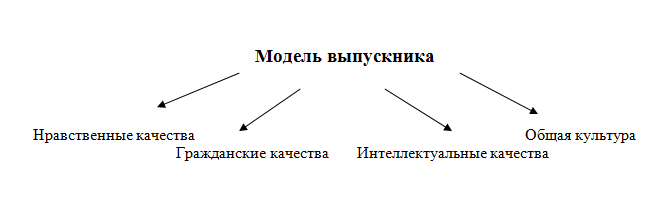 Модель выпускника
Нравственные качества
Общая культура
Гражданские качества
Интеллектуальные качества